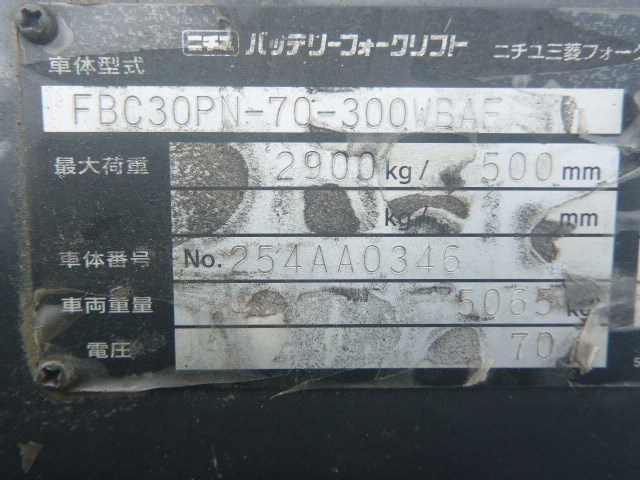 ニチユ バッテリーフォークリフト ニチユ三菱フォーク
車体型式
FBC30PN-70-300WBAF
最大荷重 2900 kg/ 500 mm
kg/ mm
車体番号 No. 254AA0346
車両重量 5065 kg
電圧 70